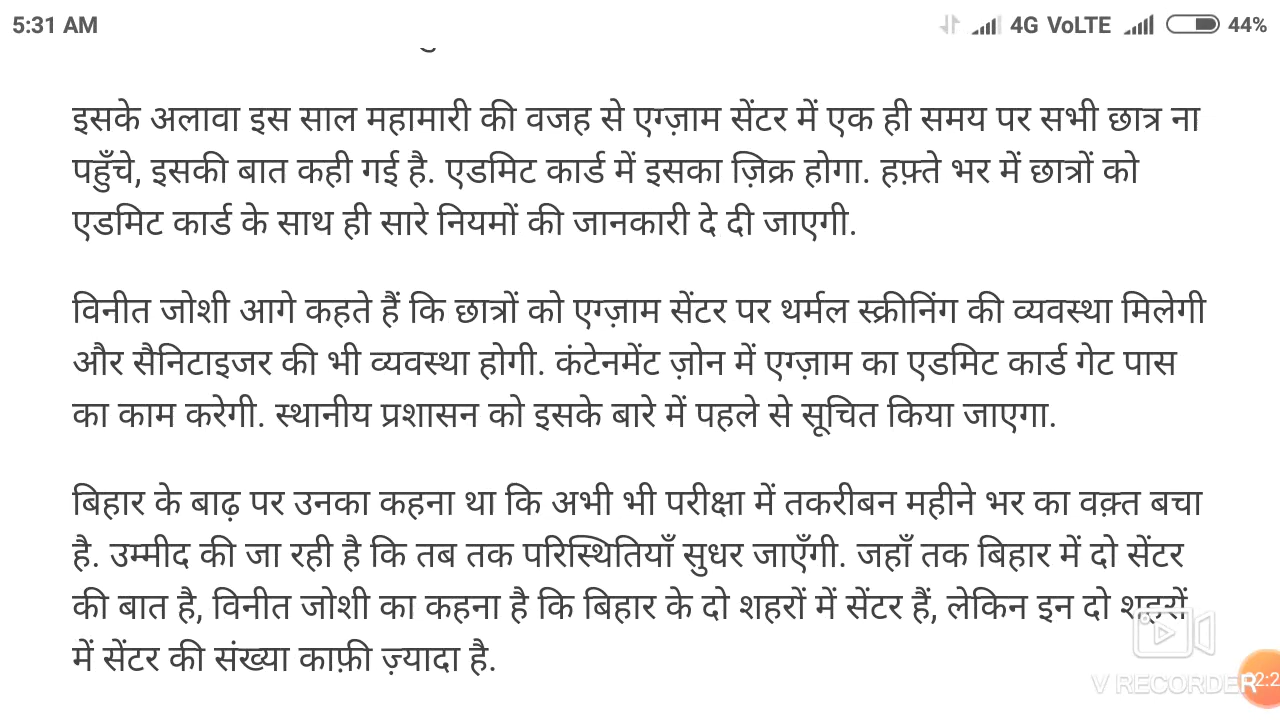 5:31 AM
4G VoLTE
44%
इसके अलावा इस साल महामारी की वजह से एग्ज़ाम सेंटर में एक ही समय पर सभी छात्र ना
पहुँचे, इसकी बात कही गई है. एडमिट कार्ड में इसका ज़िक्र होगा. हफ़्ते भर में छात्रों को
एडमिट कार्ड के साथ ही सारे नियमों की जानकारी दे दी जाएगी.
विनीत जोशी आगे कहते हैं कि छात्रों को एग्ज़ाम सेंटर पर थर्मल स्क्रीनिंग की व्यवस्था मिलेगी
और सैनिटाइजर की भी व्यवस्था होगी. कंटेनमेंट ज़ोन में एग्ज़ाम का एडमिट कार्ड गेट पास
का काम करेगी. स्थानीय प्रशासन को इसके बारे में पहले से सूचित किया जाएगा.
बिहार के बाढ़ पर उनका कहना था कि अभी भी परीक्षा में तकरीबन महीने भर का वक़्त बचा
है. उम्मीद की जा रही है कि तब तक परिस्थितियाँ सुधर जाएँगी. जहाँ तक बिहार में दो सेंटर
की बात है, विनीत जोशी का कहना है कि बिहार के दो शहरों में सेंटर हैं, लेकिन इन दो शहरों
में सेंटर की संख्या काफ़ी ज़्यादा है.
V RECORDER